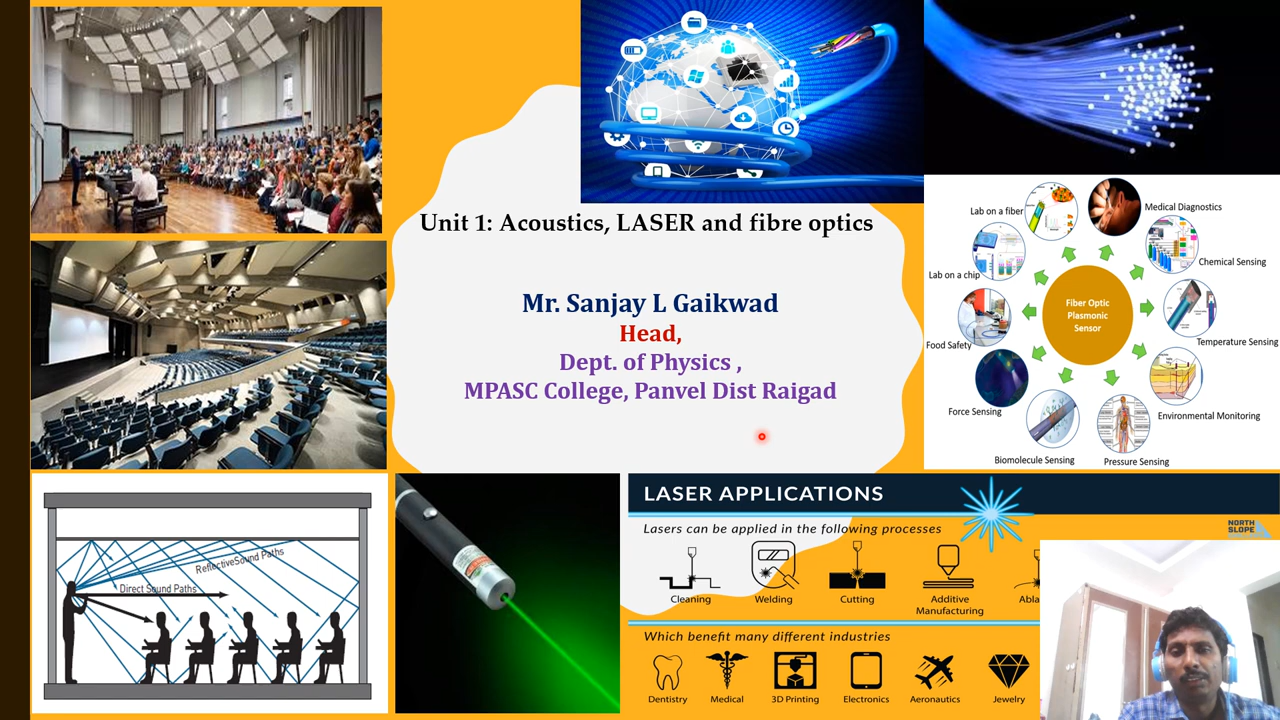 Unit 1: Acoustics, LASER and fibre optics
Mr. Sanjay L Gaikwad
Head,
Dept. of Physics ,
MPASC College, Panvel Dist Raigad
Lab on a fiber
Medical Diagnostics
Chemical Sensing
Lab on a chip
Fiber Optic
Plasmonic
Sensor
Food Safety
Temperature Sensing
Force Sensing
Environmental Monitoring
Biomolecule Sensing
Pressure Sensing
ReflectiveSound Paths
Direct Sound Paths
LASER APPLICATIONS
Lasers can be applied in the following processes
NORTH
SLOPE
Cleaning
Welding
Cutting
Additive
Manufacturing
Abla
Which benefit many different industries
Dentistry
Medical
3D Printing
Electronics
Aeronautics
Jewelry